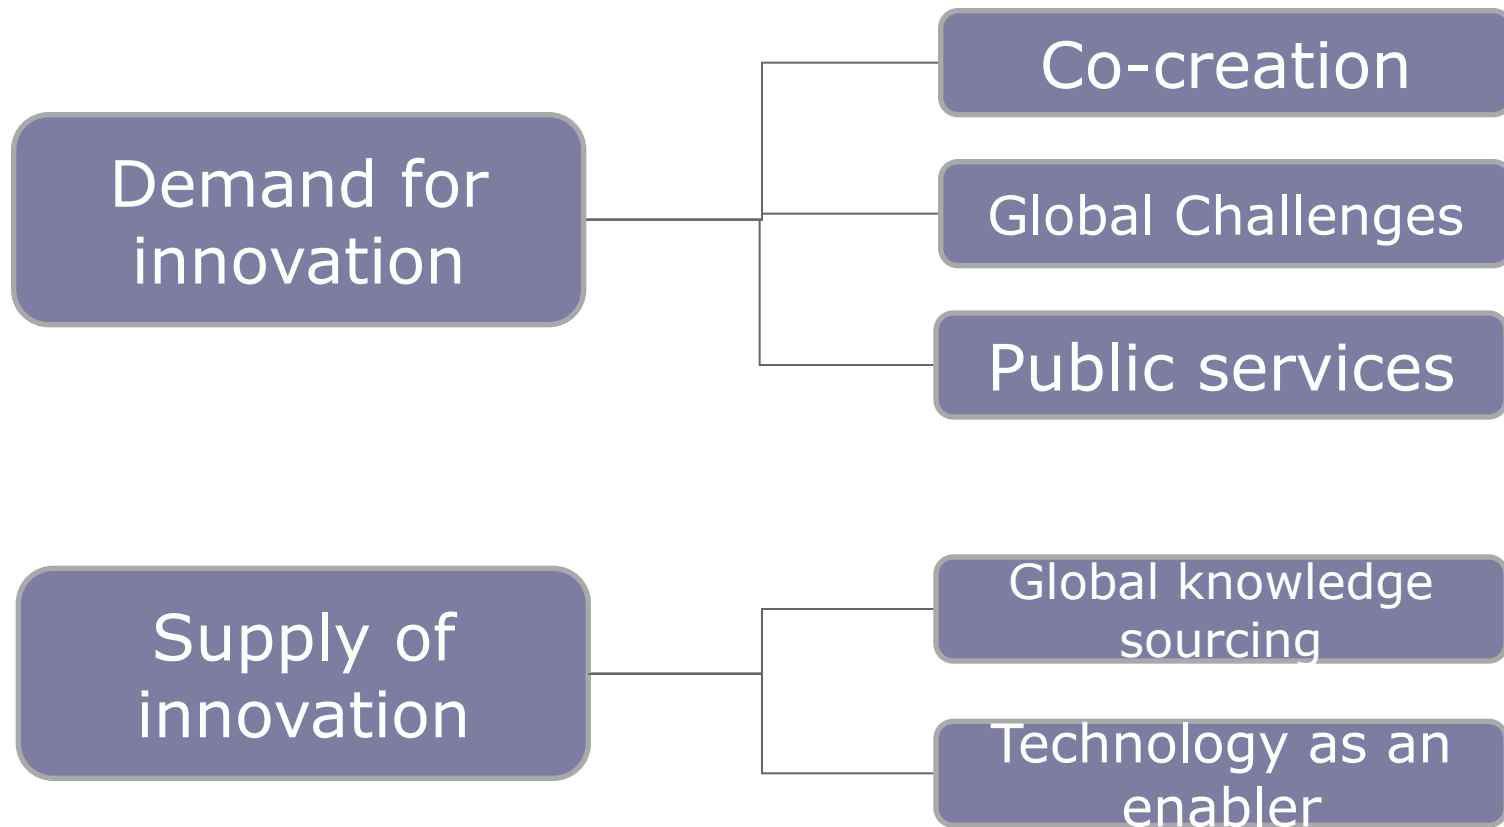 Demand for
innovation
Co-creation
Global Challenges
Public services
Supply of
innovation
Global knowledge
sourcing
Technology as an
enabler